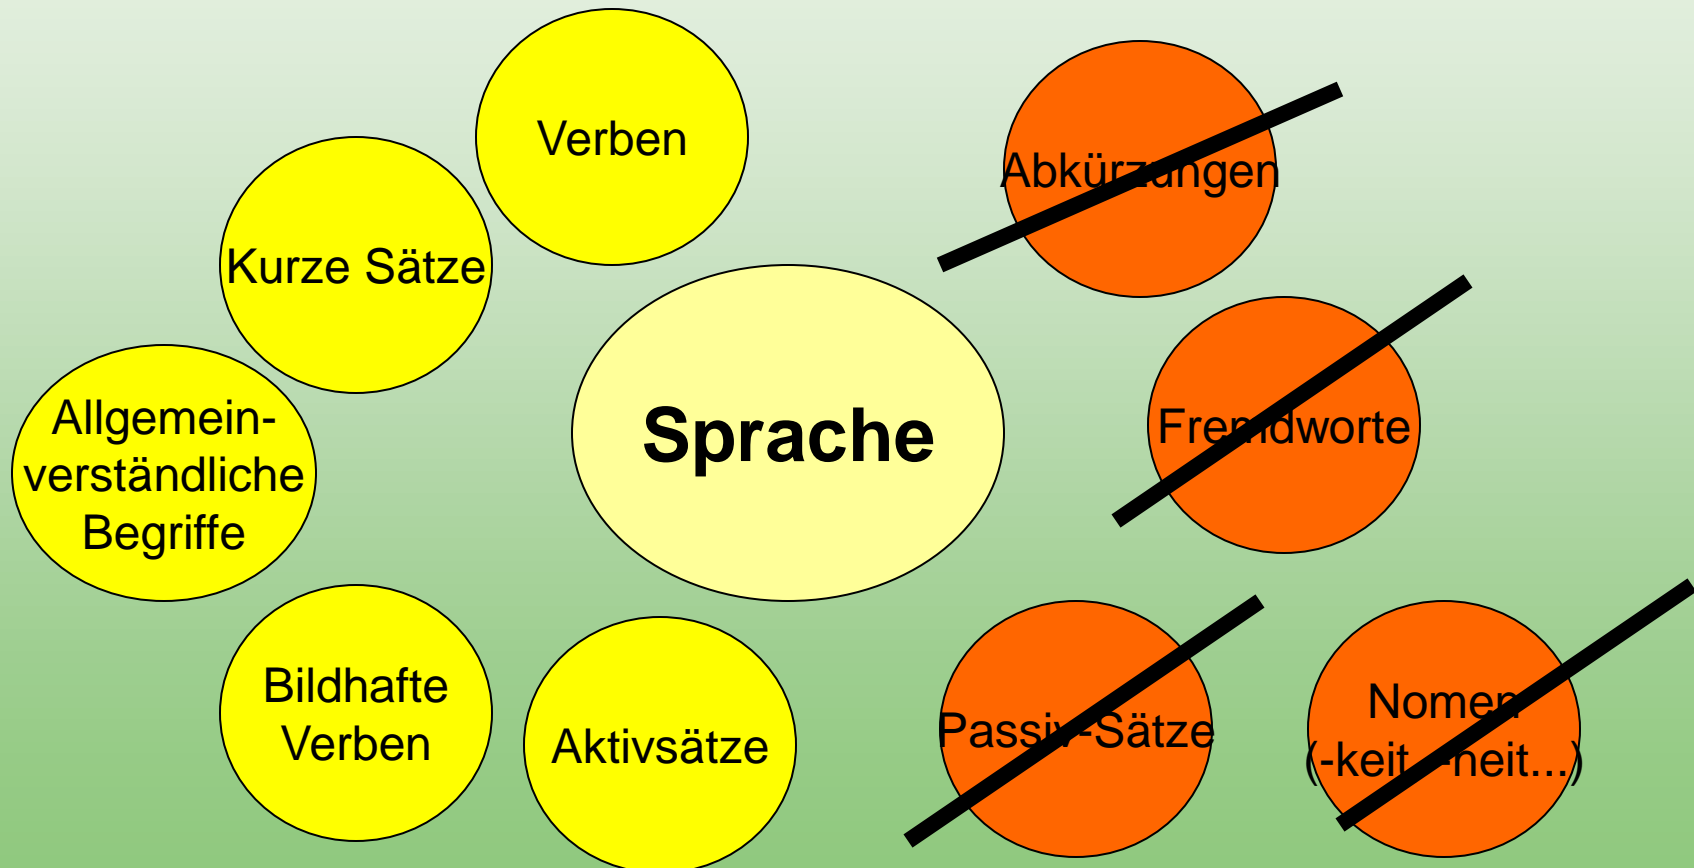 Verben
Abkürzungen
Kurze Sätze
Allgemein-
verständliche
Begriffe
Sprache
Fremdworte
Bildhafte
Verben
Aktivsätze
Passiv-Sätze
Nomen
(-keit, -heit...)